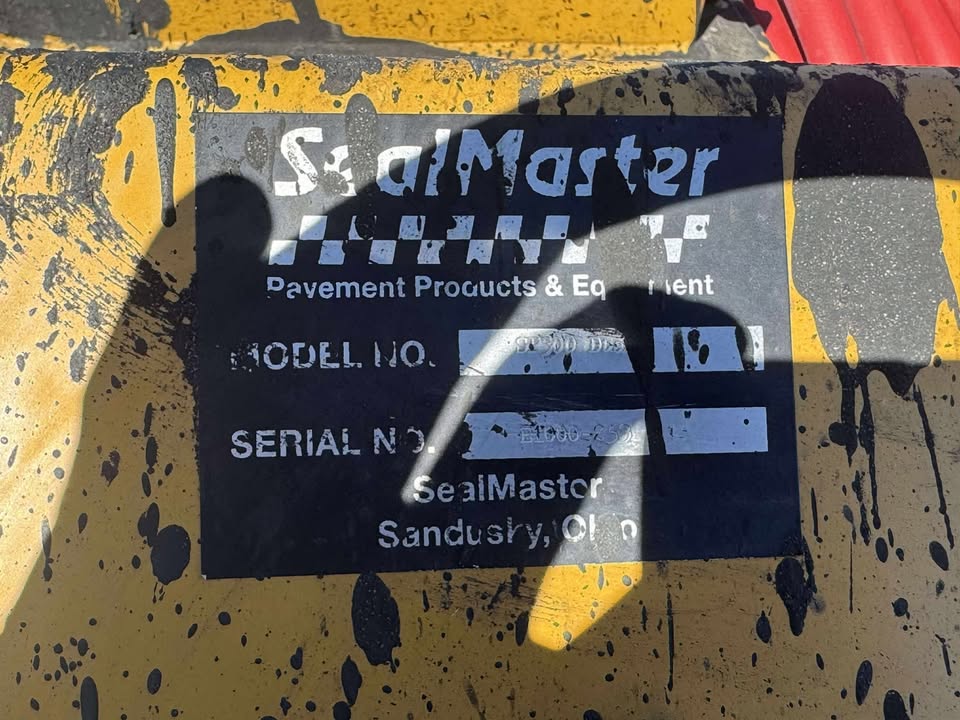 SealMaster
Pavement Products & Equipment
MODEL NO.
SERIAL NO.
SealMaster
Sandusky, Ohio